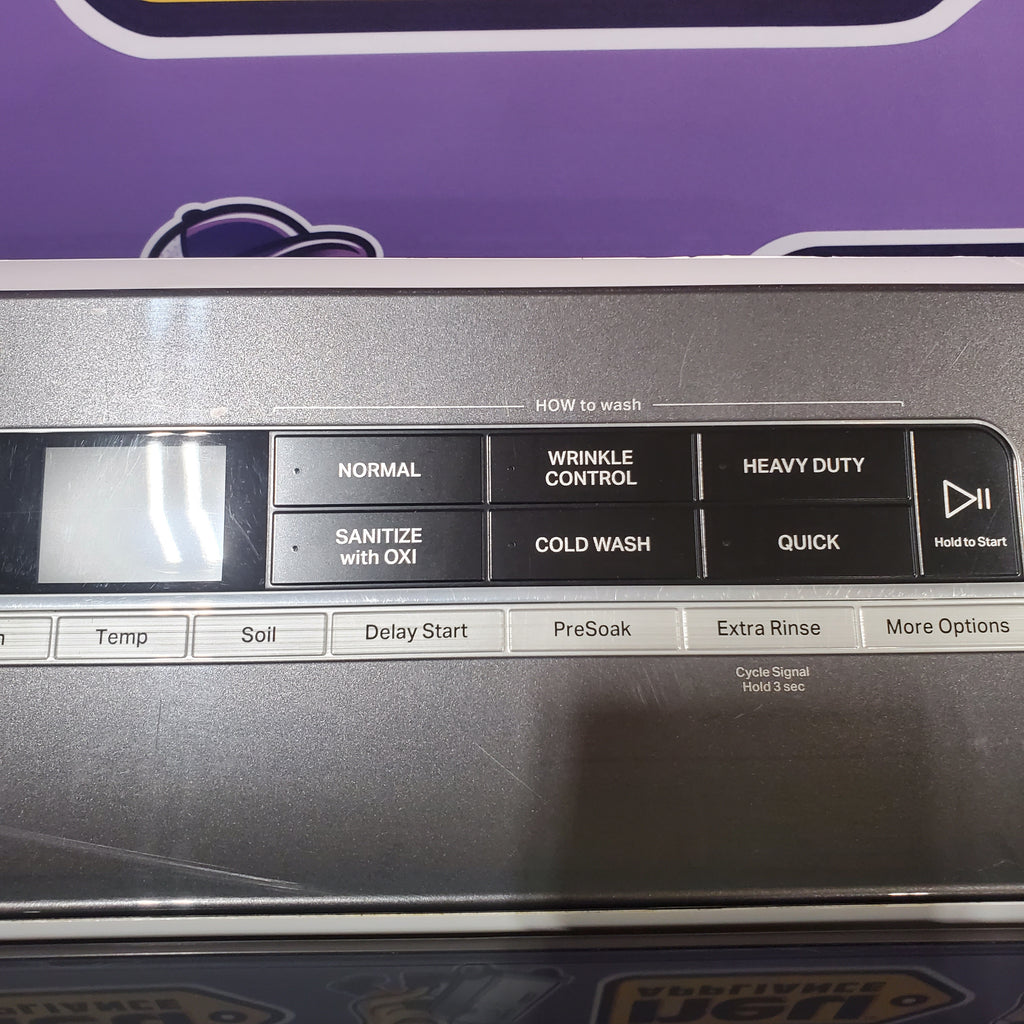 HOW to wash
NORMAL
WRINKLE
CONTROL
HEAVY DUTY
SANITIZE
with OXI
COLD WASH
QUICK
Hold to Start
Temp
Soil
Delay Start
PreSoak
Extra Rinse
More Options
Cycle Signal
Hold 3 sec
APPLIANCE